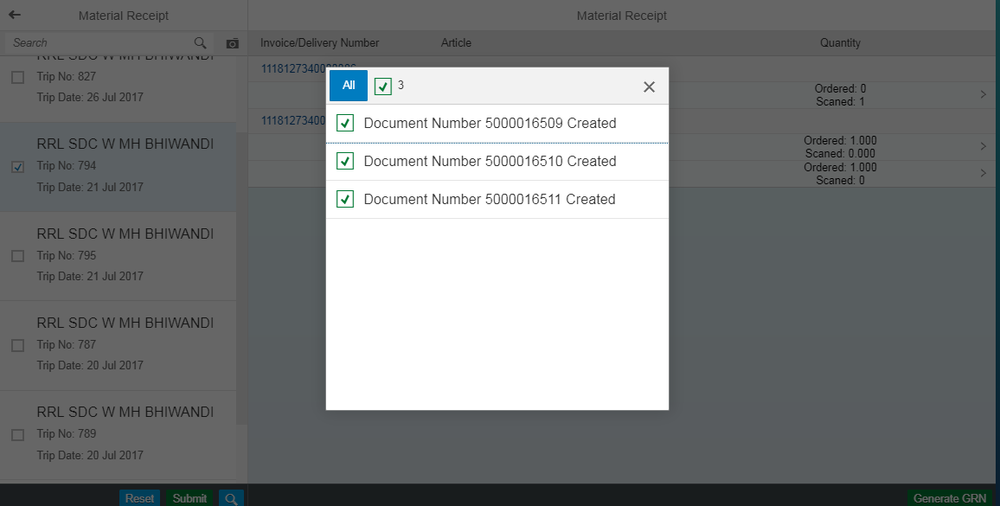 Material Receipt
Search
RRL SDC W MH BHIWANDI
Trip No: 827
Trip Date: 26 Jul 2017
RRL SDC W MH BHIWANDI
Trip No: 794
Trip Date: 21 Jul 2017
RRL SDC W MH BHIWANDI
Trip No: 795
Trip Date: 21 Jul 2017
RRL SDC W MH BHIWANDI
Trip No: 787
Trip Date: 20 Jul 2017
RRL SDC W MH BHIWANDI
Trip No: 789
Trip Date: 20 Jul 2017
Reset Submit
Material Receipt
Invoice/Delivery Number Article Quantity
Ordered: 0
Scaned: 1
Ordered: 1.000
Scaned: 0.000
Ordered: 1.000
Scaned: 0
Generate GRN
All 3
Document Number 5000016509 Created
Document Number 5000016510 Created
Document Number 5000016511 Created